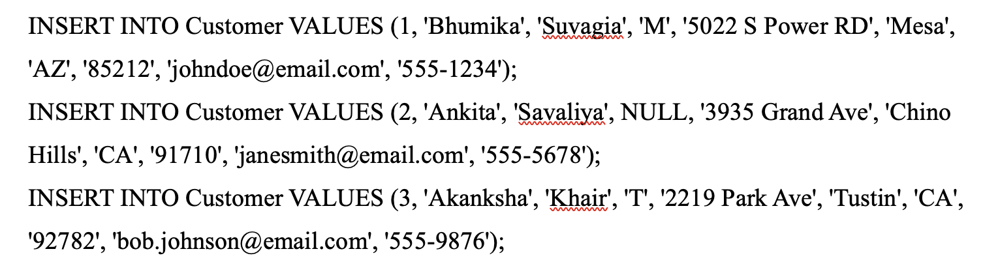 INSERT INTO Customer VALUES (1, 'Bhumika', 'Suvagia', 'M', '5022 S Power RD', 'Mesa',
'AZ', '85212', 'johndoe@email.com', '555-1234');
INSERT INTO Customer VALUES (2, 'Ankita', 'Savaliya', NULL, '3935 Grand Ave', 'Chino
Hills', 'CA', '91710', 'janesmith@email.com', '555-5678');
INSERT INTO Customer VALUES (3, 'Akanksha', 'Khair', 'T', '2219 Park Ave', 'Tustin', 'CA',
'92782', 'bob.johnson@email.com', '555-9876');